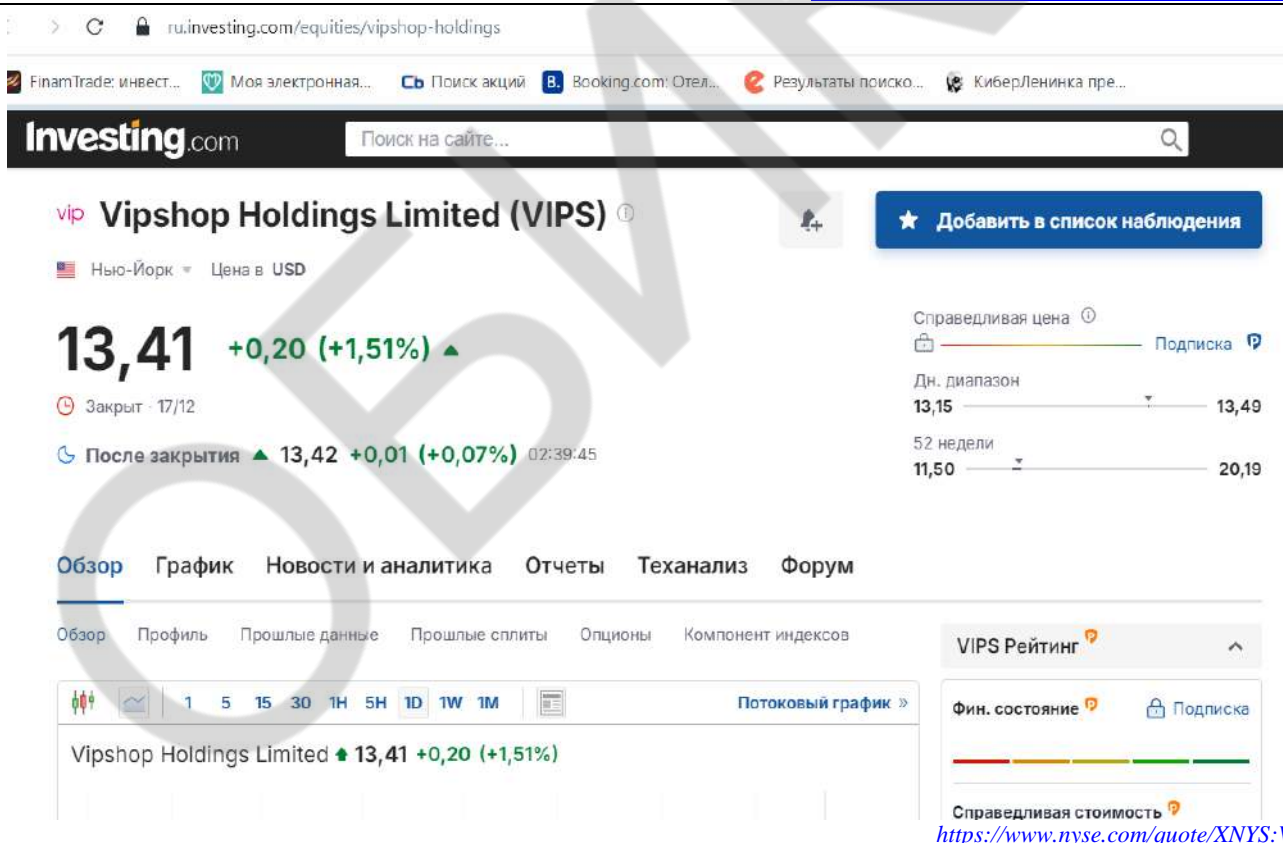 ru.investing.com/equities/vipshop-holdings
FinamTrade: инвест... Моя электронная... Сb Поиск акций B. Booking.com: Отел... Результаты поиско... КиберЛенинка пре...
Investing.com Поиск на сайте...
vip Vipshop Holdings Limited (VIPS) Добавить в список наблюдения
Нью-Йорк Цена в USD
13,41 +0,20 (+1,51%)
Справедливая цена
Подписка
Закрыт · 17/12
Дн. диапазон
13,15 13,49
После закрытия 13,42 +0,01 (+0,07%) 02:39:45
52 недели
11,50 20,19
Обзор График Новости и аналитика Отчеты Теханализ Форум
Обзор Профиль Прошлые данные Прошлые сплиты Опционы Компонент индексов
VIPS Рейтинг
1 5 15 30 1H 5H 1D 1W 1M Потоковый график »
Фин. состояние Подписка
Vipshop Holdings Limited 13,41 +0,20 (+1,51%)
Справедливая стоимость
https://www.nyse.com/quote/XNYS: